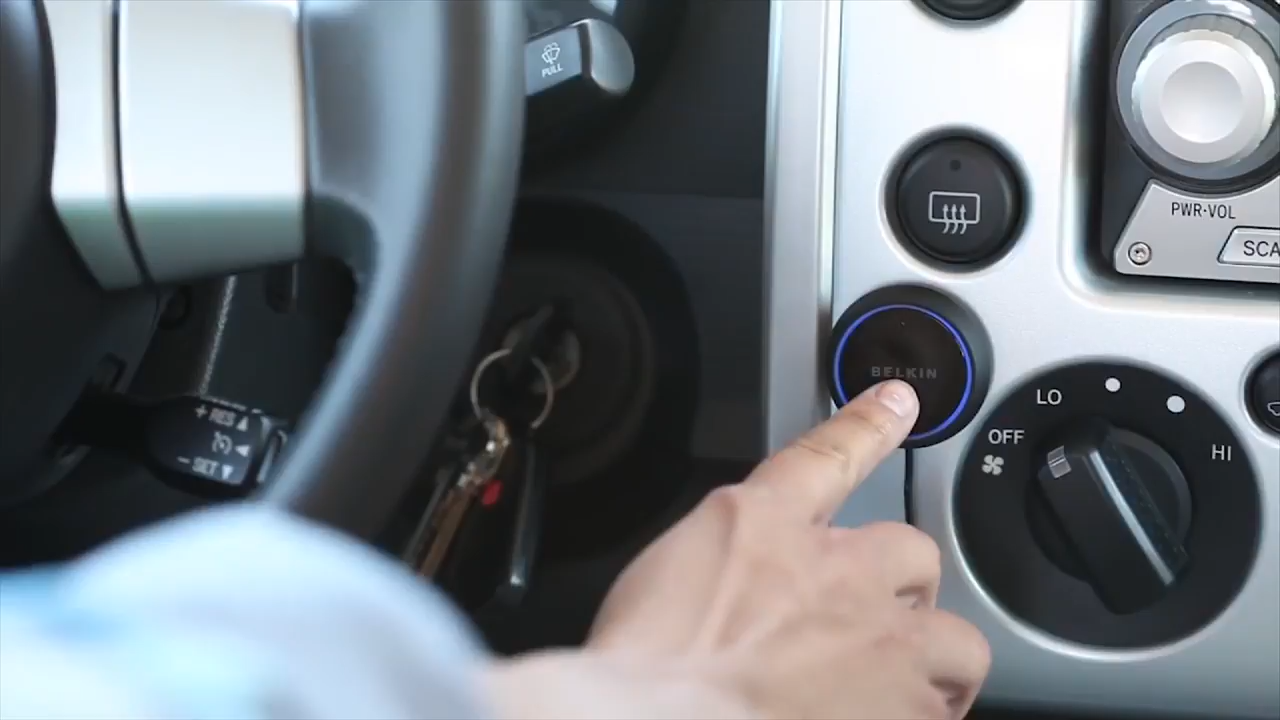 PULL
PWR·VOL
SCA
BELKIN
LO
OFF
HI
+ RES ▲
− SET ▼